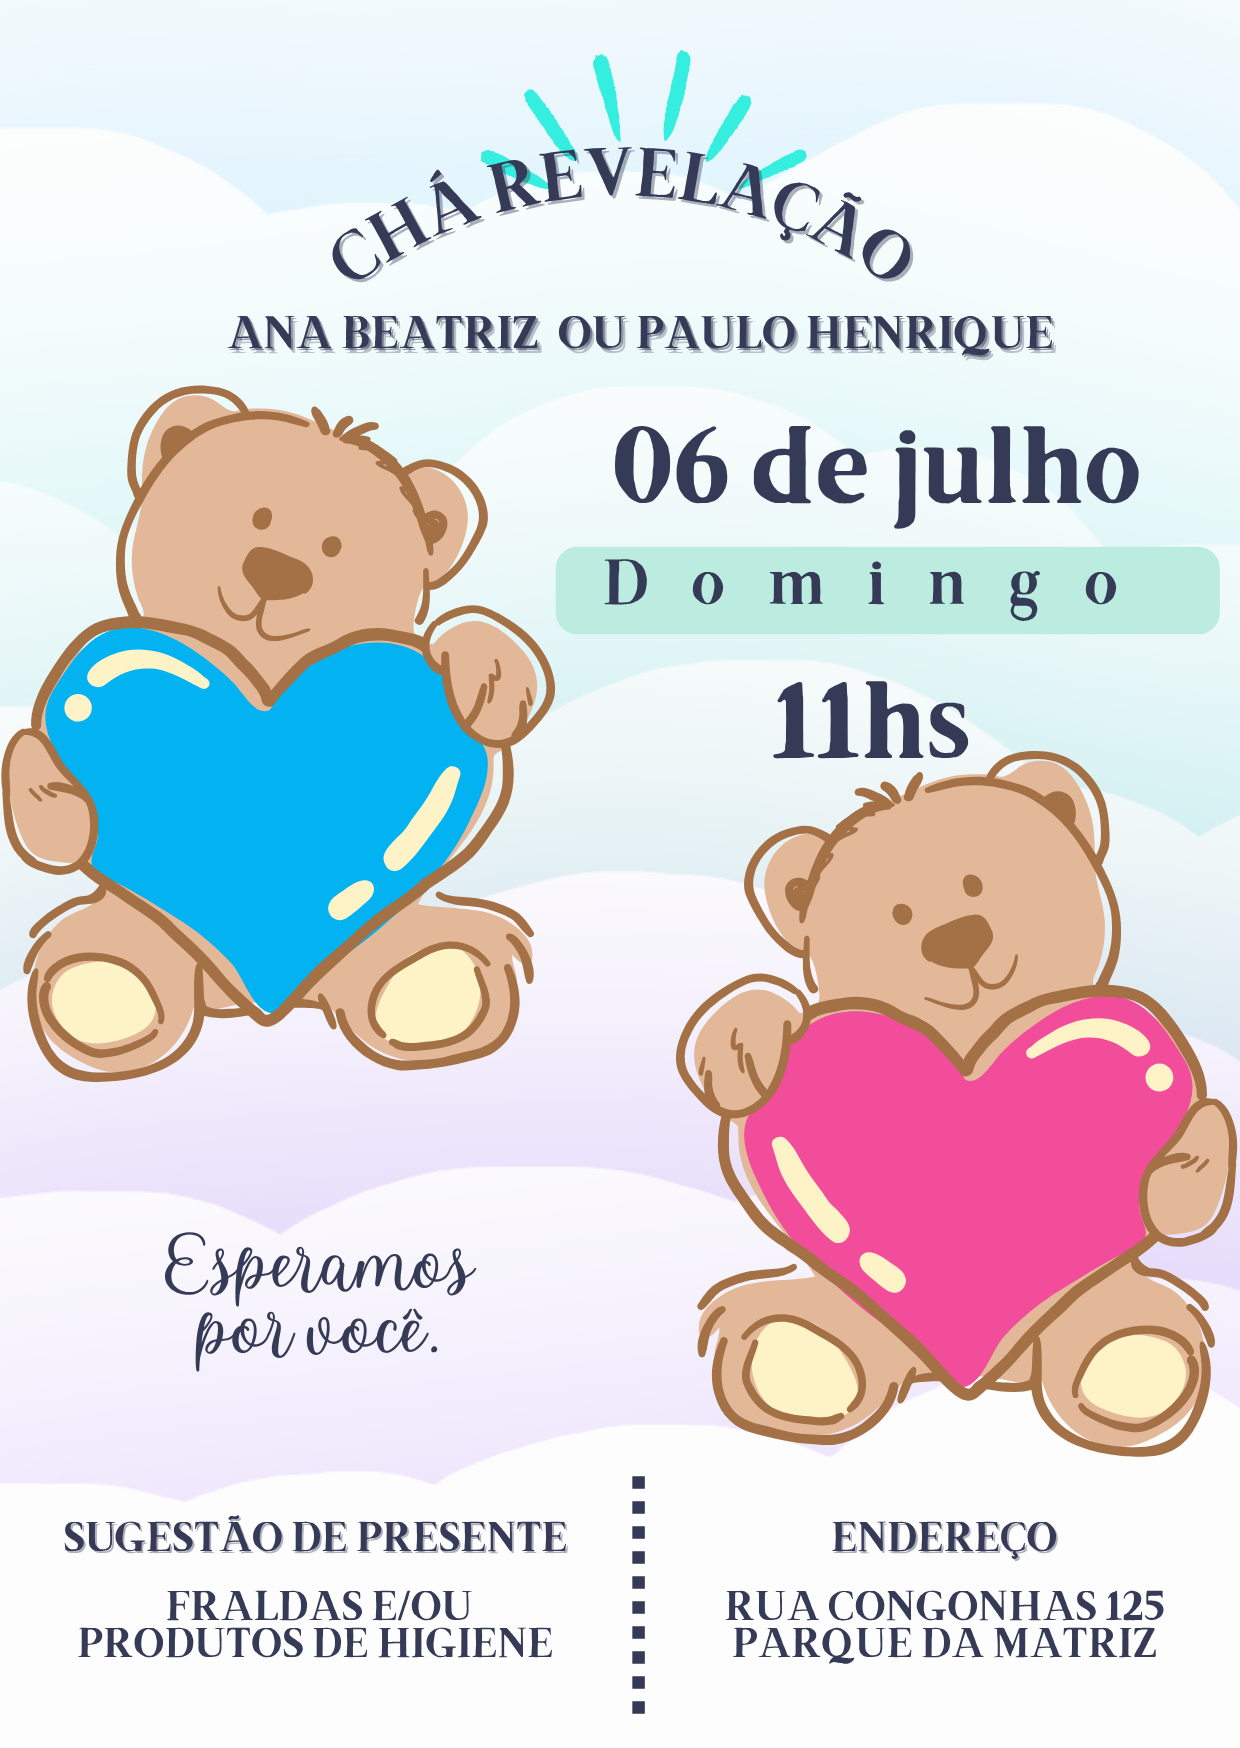 CHÁ REVELAÇÃO
ANA BEATRIZ OU PAULO HENRIQUE
06 de julho
Domingo
11hs
Esperamos
por você.
SUGESTÃO DE PRESENTE
FRALDAS E/OU
PRODUTOS DE HIGIENE
ENDEREÇO
RUA CONGONHAS 125
PARQUE DA MATRIZ